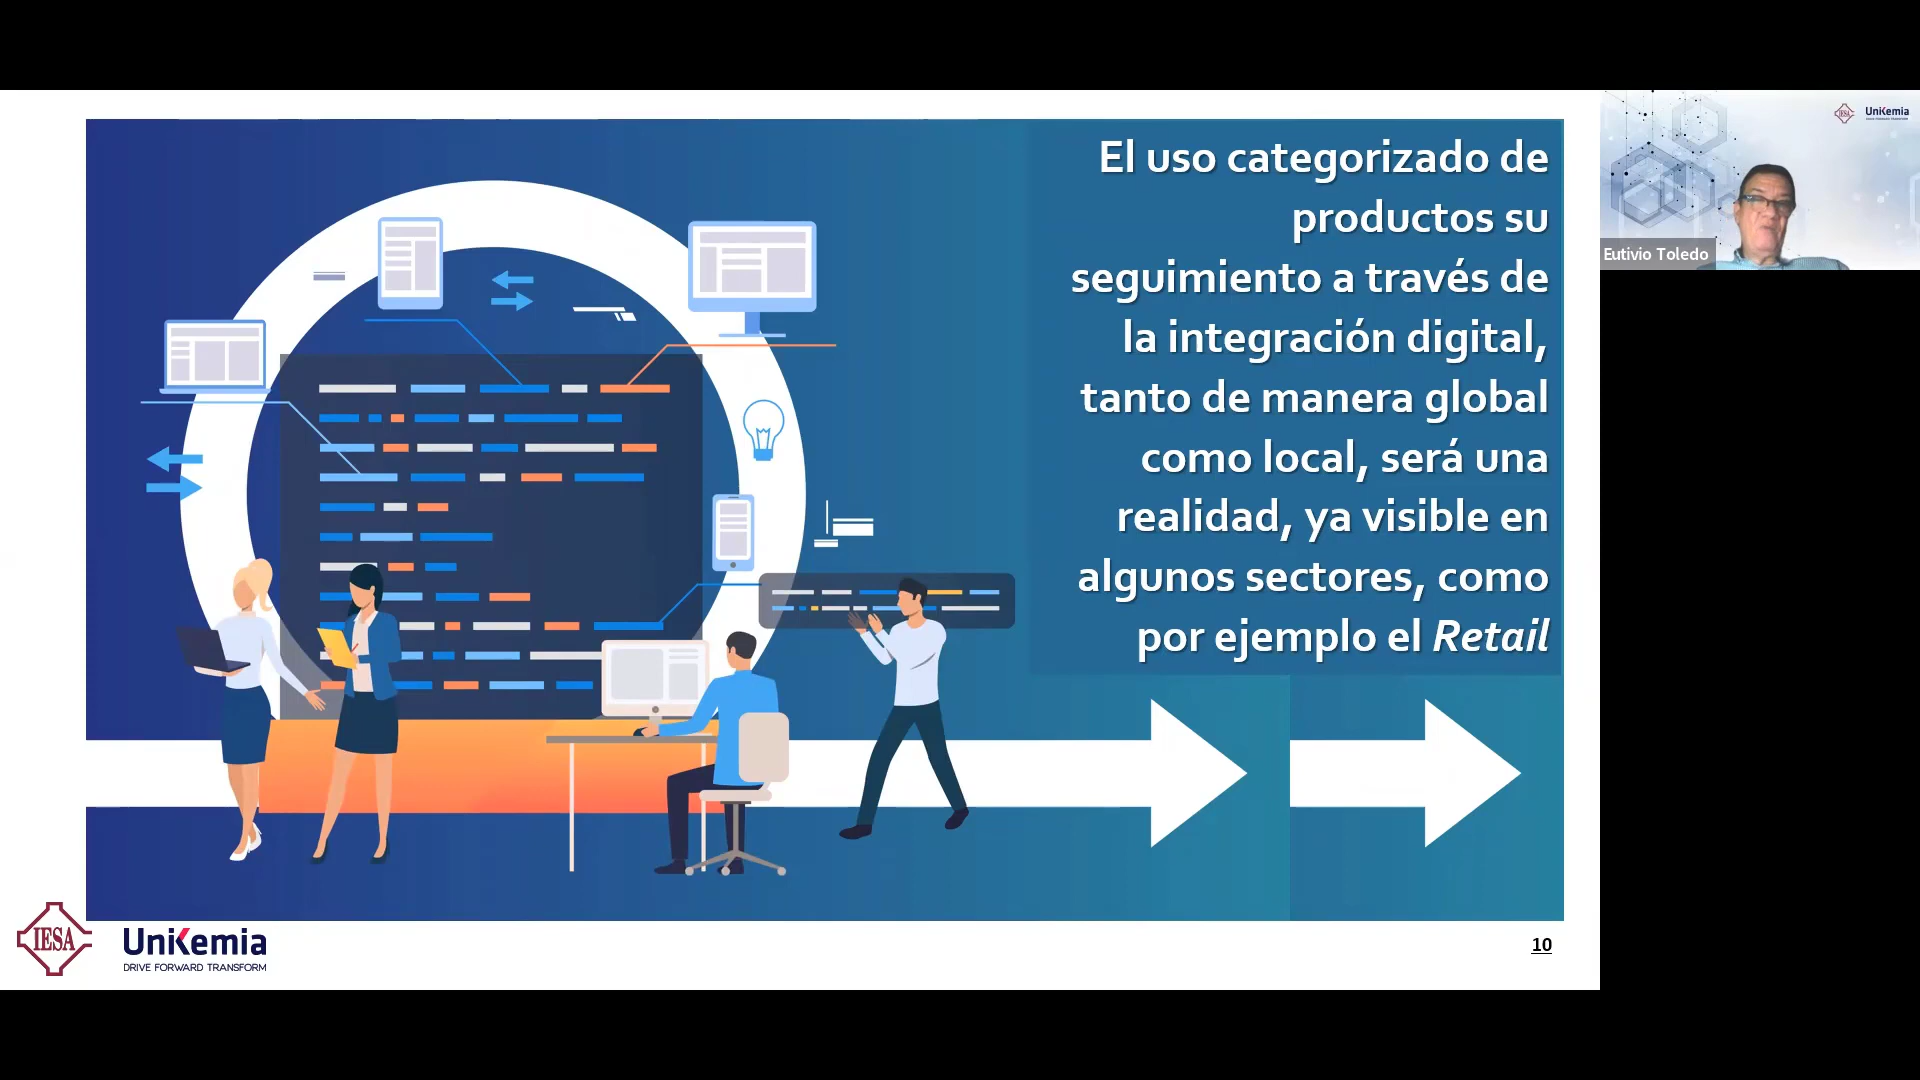 El uso categorizado de
productos su
seguimiento a través de
la integración digital,
tanto de manera global
como local, será una
realidad, ya visible en
algunos sectores, como
por ejemplo el Retail
IESA
UniKemia
DRIVE FORWARD TRANSFORM
10
IESA
UniKemia
Eutivio Toledo